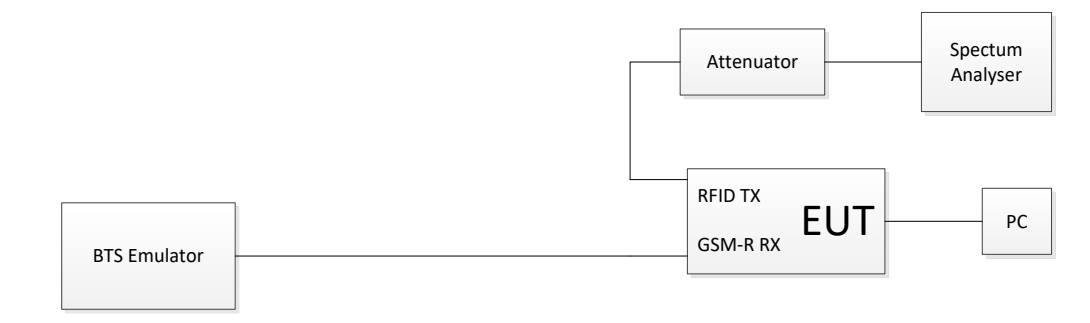 Attenuator
Spectum
Analyser
RFID TX
EUT
GSM-R RX
PC
BTS Emulator